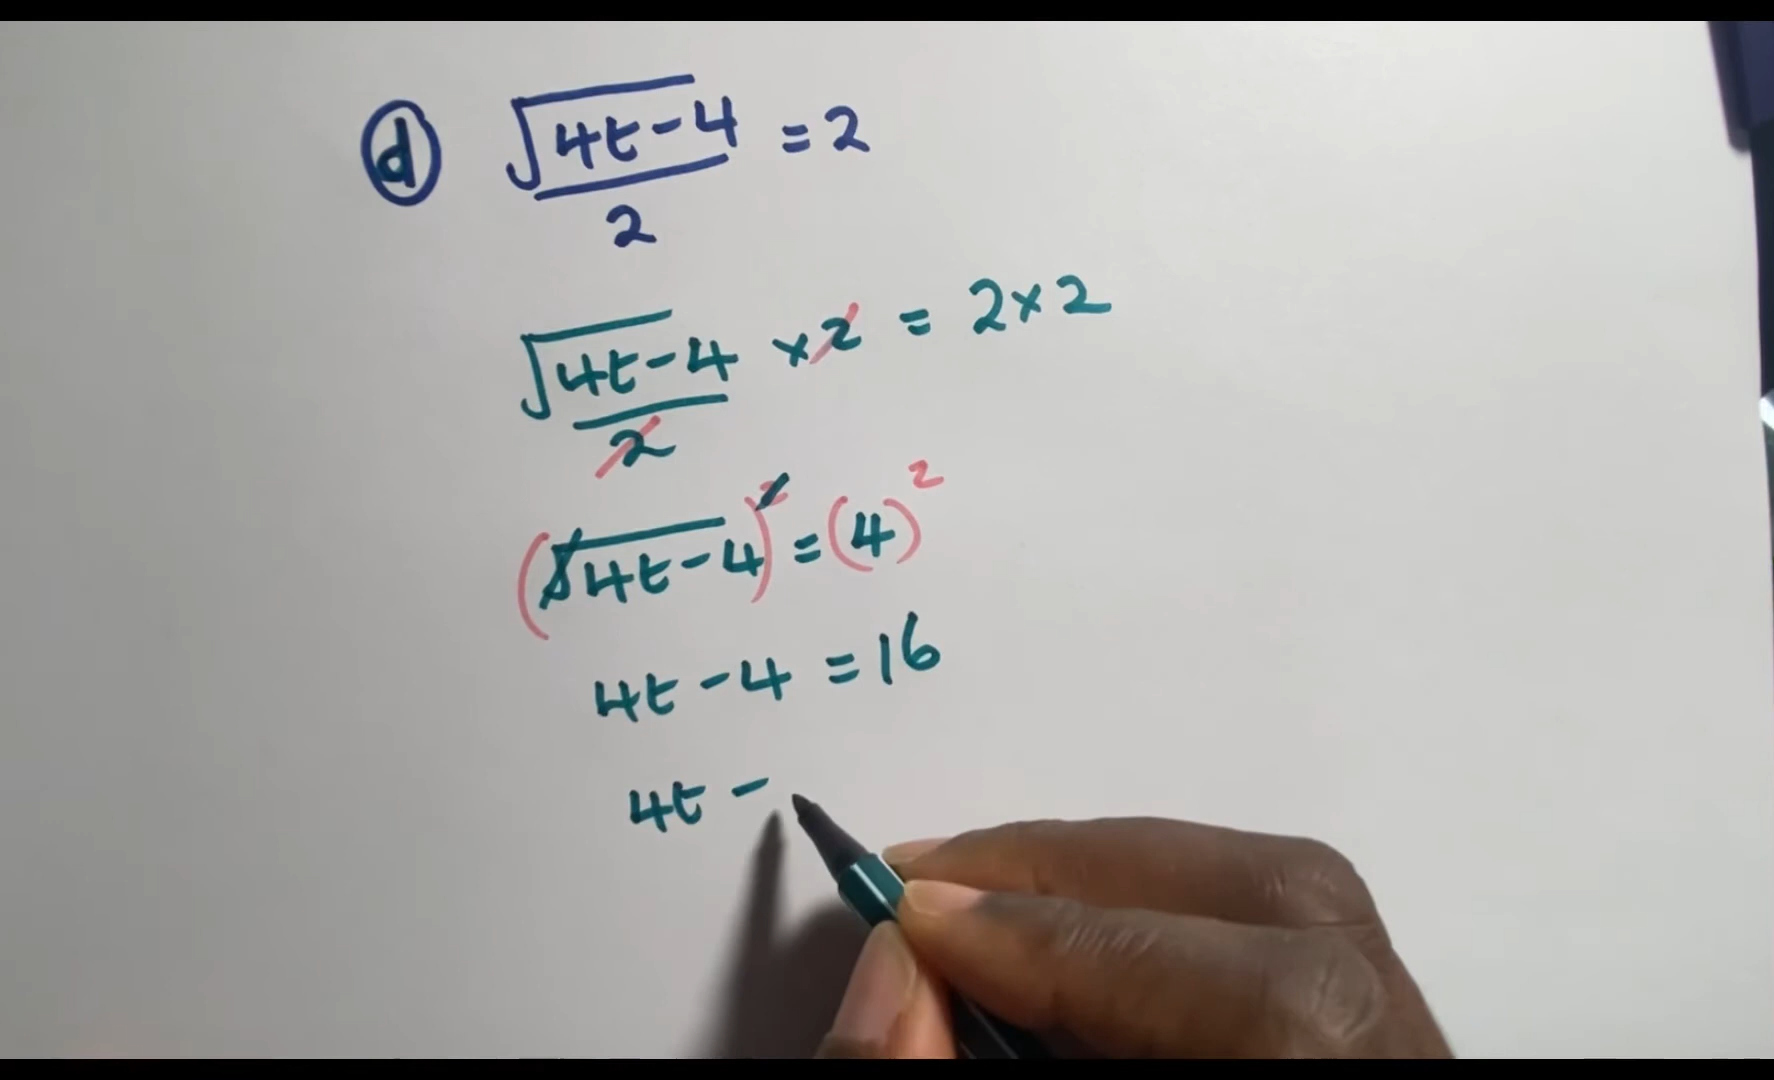 d √4t-4 = 2
2
√4t-4 × 2 = 2×2
2
(√4t-4)² = (4)²
4t - 4 = 16
4t -